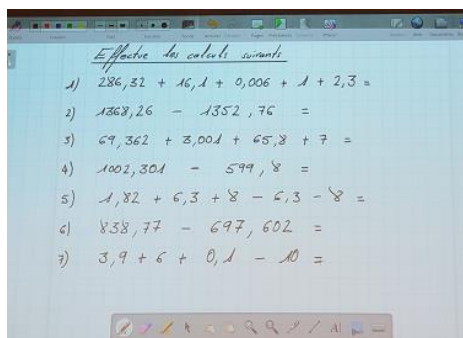 Effectue les calculs suivants
1) 286,32 + 16,1 + 0,006 + 1 + 2,3 =
2) 1368,26 - 1352,76 =
3) 69,362 + 3,001 + 65,8 + 7 =
4) 1002,301 - 599,8 =
5) 1,82 + 6,3 + 8 - 6,3 - 8 =
6) 838,77 - 697,602 =
7) 3,9 + 6 + 0,1 - 10 =